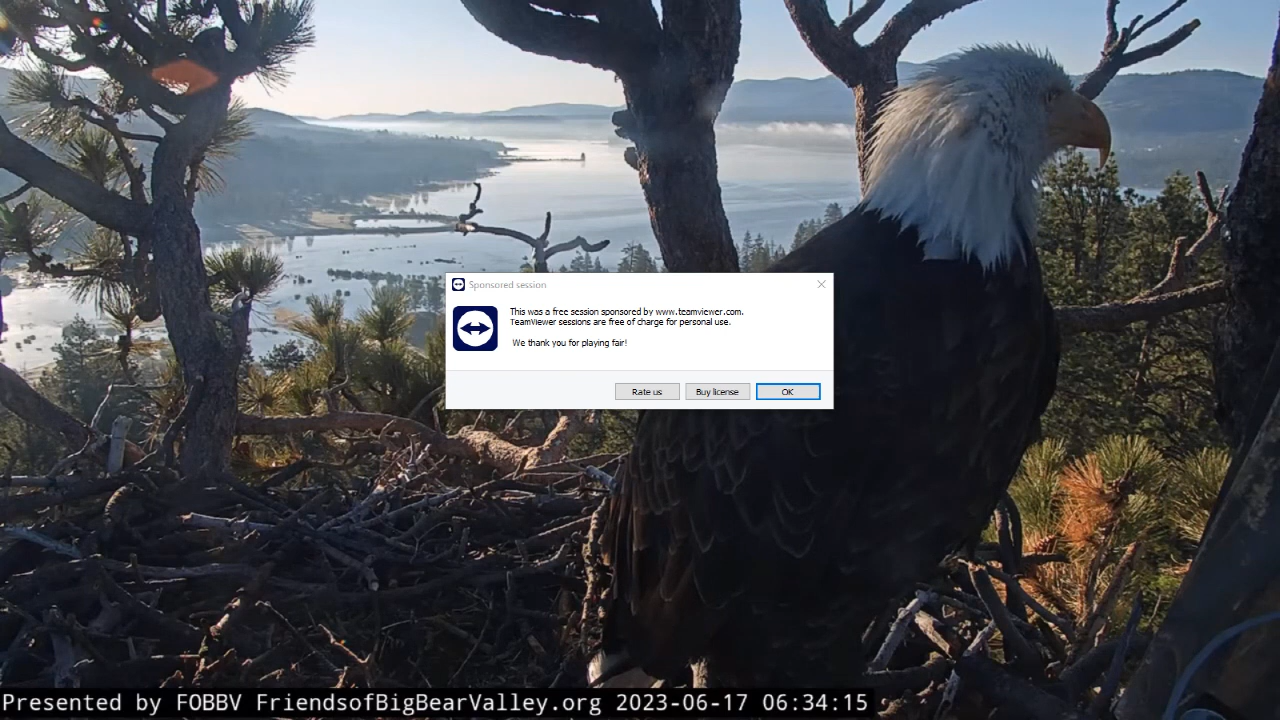 Sponsored session
This was a free session sponsored by www.teamviewer.com.
TeamViewer sessions are free of charge for personal use.
We thank you for playing fair!
Rate us Buy license OK
Presented by FOBBV FriendsofBigBearValley.org 2023-06-17 06:34:15